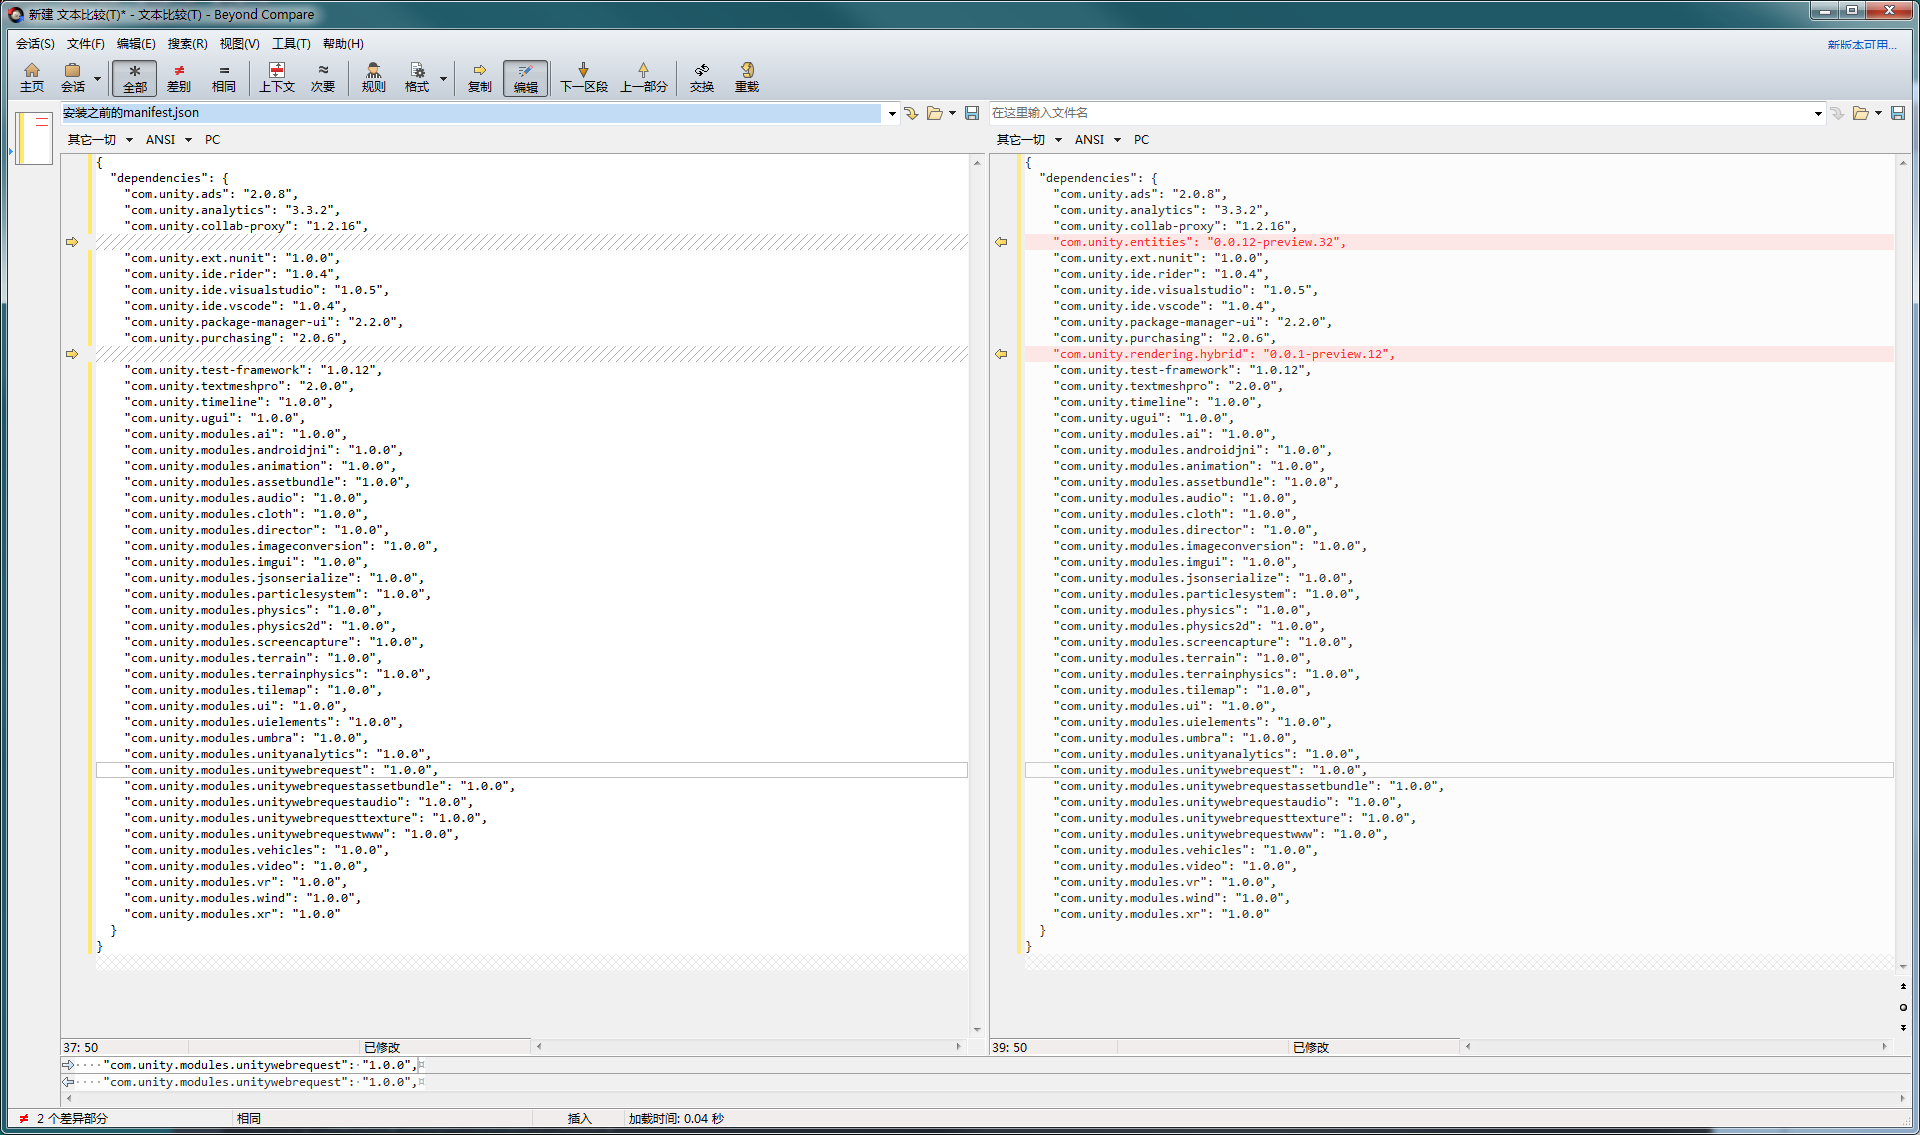 新建 文本比较(T)* - 文本比较(T) - Beyond Compare
会话(S) 文件(F) 编辑(E) 搜索(R) 视图(V) 工具(T) 帮助(H) 新版本可用...
主页 会话 全部 差别 相同 上下文 次要 规则 格式 复制 编辑 下一区段 上一部分 交换 重载
安装之前的manifest.json
其它一切 ANSI PC
{
"dependencies": {
"com.unity.ads": "2.0.8",
"com.unity.analytics": "3.3.2",
"com.unity.collab-proxy": "1.2.16",
"com.unity.ext.nunit": "1.0.0",
"com.unity.ide.rider": "1.0.4",
"com.unity.ide.visualstudio": "1.0.5",
"com.unity.ide.vscode": "1.0.4",
"com.unity.package-manager-ui": "2.2.0",
"com.unity.purchasing": "2.0.6",
"com.unity.test-framework": "1.0.12",
"com.unity.textmeshpro": "2.0.0",
"com.unity.timeline": "1.0.0",
"com.unity.ugui": "1.0.0",
"com.unity.modules.ai": "1.0.0",
"com.unity.modules.androidjni": "1.0.0",
"com.unity.modules.animation": "1.0.0",
"com.unity.modules.assetbundle": "1.0.0",
"com.unity.modules.audio": "1.0.0",
"com.unity.modules.cloth": "1.0.0",
"com.unity.modules.director": "1.0.0",
"com.unity.modules.imageconversion": "1.0.0",
"com.unity.modules.imgui": "1.0.0",
"com.unity.modules.jsonserialize": "1.0.0",
"com.unity.modules.particlesystem": "1.0.0",
"com.unity.modules.physics": "1.0.0",
"com.unity.modules.physics2d": "1.0.0",
"com.unity.modules.screencapture": "1.0.0",
"com.unity.modules.terrain": "1.0.0",
"com.unity.modules.terrainphysics": "1.0.0",
"com.unity.modules.tilemap": "1.0.0",
"com.unity.modules.ui": "1.0.0",
"com.unity.modules.uielements": "1.0.0",
"com.unity.modules.umbra": "1.0.0",
"com.unity.modules.unityanalytics": "1.0.0",
"com.unity.modules.unitywebrequest": "1.0.0",
"com.unity.modules.unitywebrequestassetbundle": "1.0.0",
"com.unity.modules.unitywebrequestaudio": "1.0.0",
"com.unity.modules.unitywebrequesttexture": "1.0.0",
"com.unity.modules.unitywebrequestwww": "1.0.0",
"com.unity.modules.vehicles": "1.0.0",
"com.unity.modules.video": "1.0.0",
"com.unity.modules.vr": "1.0.0",
"com.unity.modules.wind": "1.0.0",
"com.unity.modules.xr": "1.0.0"
}
}
37: 50 已修改
在这里输入文件名
其它一切 ANSI PC
{
"dependencies": {
"com.unity.ads": "2.0.8",
"com.unity.analytics": "3.3.2",
"com.unity.collab-proxy": "1.2.16",
"com.unity.entities": "0.0.12-preview.32",
"com.unity.ext.nunit": "1.0.0",
"com.unity.ide.rider": "1.0.4",
"com.unity.ide.visualstudio": "1.0.5",
"com.unity.ide.vscode": "1.0.4",
"com.unity.package-manager-ui": "2.2.0",
"com.unity.purchasing": "2.0.6",
"com.unity.rendering.hybrid": "0.0.1-preview.12",
"com.unity.test-framework": "1.0.12",
"com.unity.textmeshpro": "2.0.0",
"com.unity.timeline": "1.0.0",
"com.unity.ugui": "1.0.0",
"com.unity.modules.ai": "1.0.0",
"com.unity.modules.androidjni": "1.0.0",
"com.unity.modules.animation": "1.0.0",
"com.unity.modules.assetbundle": "1.0.0",
"com.unity.modules.audio": "1.0.0",
"com.unity.modules.cloth": "1.0.0",
"com.unity.modules.director": "1.0.0",
"com.unity.modules.imageconversion": "1.0.0",
"com.unity.modules.imgui": "1.0.0",
"com.unity.modules.jsonserialize": "1.0.0",
"com.unity.modules.particlesystem": "1.0.0",
"com.unity.modules.physics": "1.0.0",
"com.unity.modules.physics2d": "1.0.0",
"com.unity.modules.screencapture": "1.0.0",
"com.unity.modules.terrain": "1.0.0",
"com.unity.modules.terrainphysics": "1.0.0",
"com.unity.modules.tilemap": "1.0.0",
"com.unity.modules.ui": "1.0.0",
"com.unity.modules.uielements": "1.0.0",
"com.unity.modules.umbra": "1.0.0",
"com.unity.modules.unityanalytics": "1.0.0",
"com.unity.modules.unitywebrequest": "1.0.0",
"com.unity.modules.unitywebrequestassetbundle": "1.0.0",
"com.unity.modules.unitywebrequestaudio": "1.0.0",
"com.unity.modules.unitywebrequesttexture": "1.0.0",
"com.unity.modules.unitywebrequestwww": "1.0.0",
"com.unity.modules.vehicles": "1.0.0",
"com.unity.modules.video": "1.0.0",
"com.unity.modules.vr": "1.0.0",
"com.unity.modules.wind": "1.0.0",
"com.unity.modules.xr": "1.0.0"
}
}
39: 50 已修改
····"com.unity.modules.unitywebrequest":·"1.0.0",¤
····"com.unity.modules.unitywebrequest":·"1.0.0",¤
2 个差异部分 相同 插入 加载时间: 0.04 秒